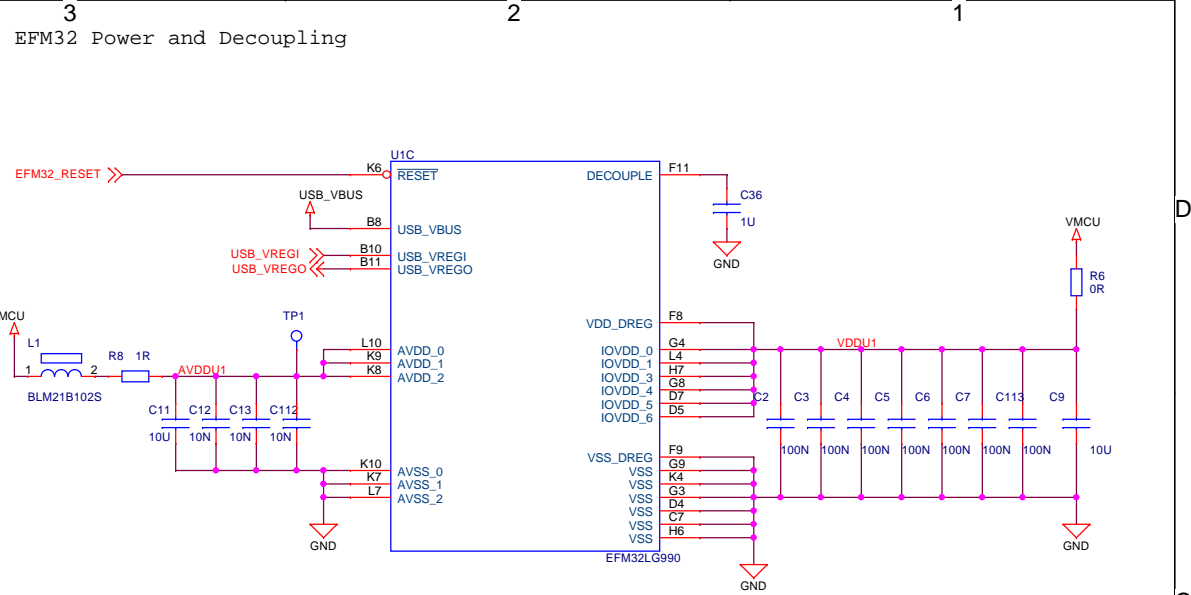 3 2 1
EFM32 Power and Decoupling
U1C
EFM32_RESET K6 RESET DECOUPLE F11
C36
1U
GND
USB_VBUS
B8 USB_VBUS
USB_VREGI B10 USB_VREGI
USB_VREGO B11 USB_VREGO
D
VMCU
R6
0R
MCU
L1
1 2
BLM21B102S
R8 1R
AVDDU1
TP1
L10 AVDD_0
K9 AVDD_1
K8 AVDD_2
C11 C12 C13 C112
10U 10N 10N 10N
K10 AVSS_0
K7 AVSS_1
L7 AVSS_2
GND
VDD_DREG F8
IOVDD_0 G4
IOVDD_1 L4
IOVDD_3 H7
IOVDD_4 G8
IOVDD_5 D7
IOVDD_6 D5
VDDU1
C2 C3 C4 C5 C6 C7 C113 C9
100N 100N 100N 100N 100N 100N 100N 10U
VSS_DREG F9
VSS G9
VSS K4
VSS G3
VSS D4
VSS C7
VSS H6
EFM32LG990
GND
GND